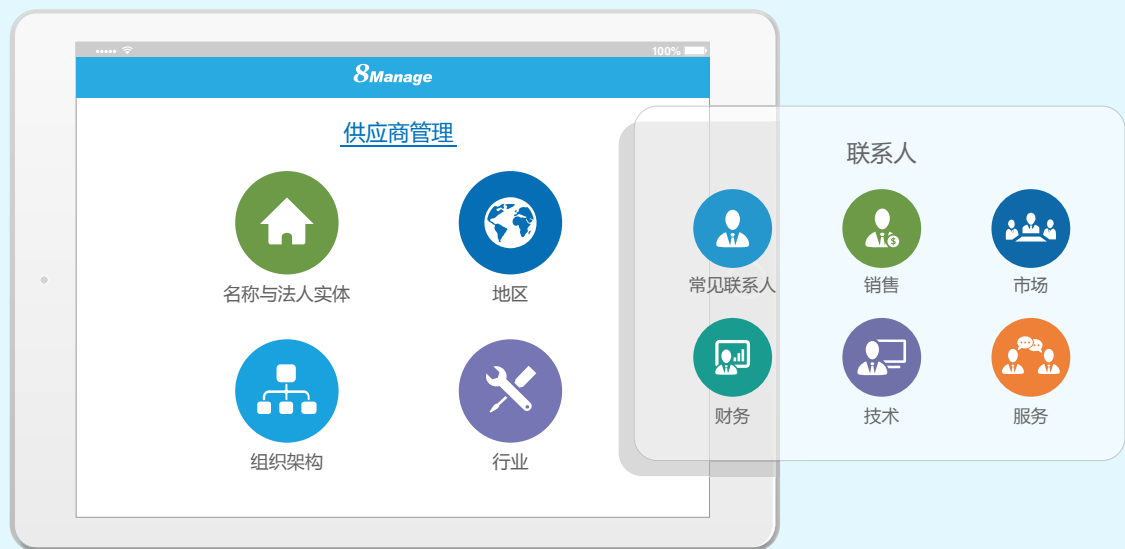 100%
8Manage
供应商管理
名称与法人实体
地区
组织架构
行业
联系人
常见联系人
销售
市场
财务
技术
服务